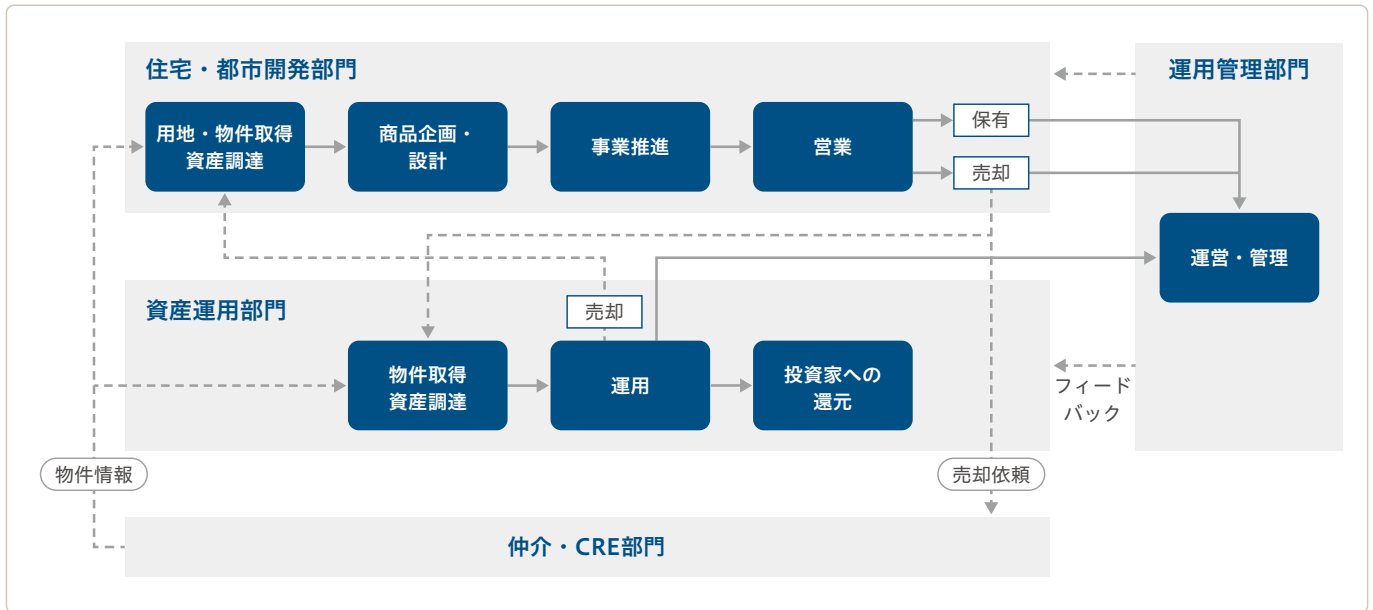 住宅・都市開発部門
運用管理部門
用地・物件取得
資産調達
商品企画・
設計
事業推進
営業
保有
売却
運営・管理
資産運用部門
売却
物件取得
資産調達
運用
投資家への
還元
フィード
バック
物件情報
売却依頼
仲介・CRE部門